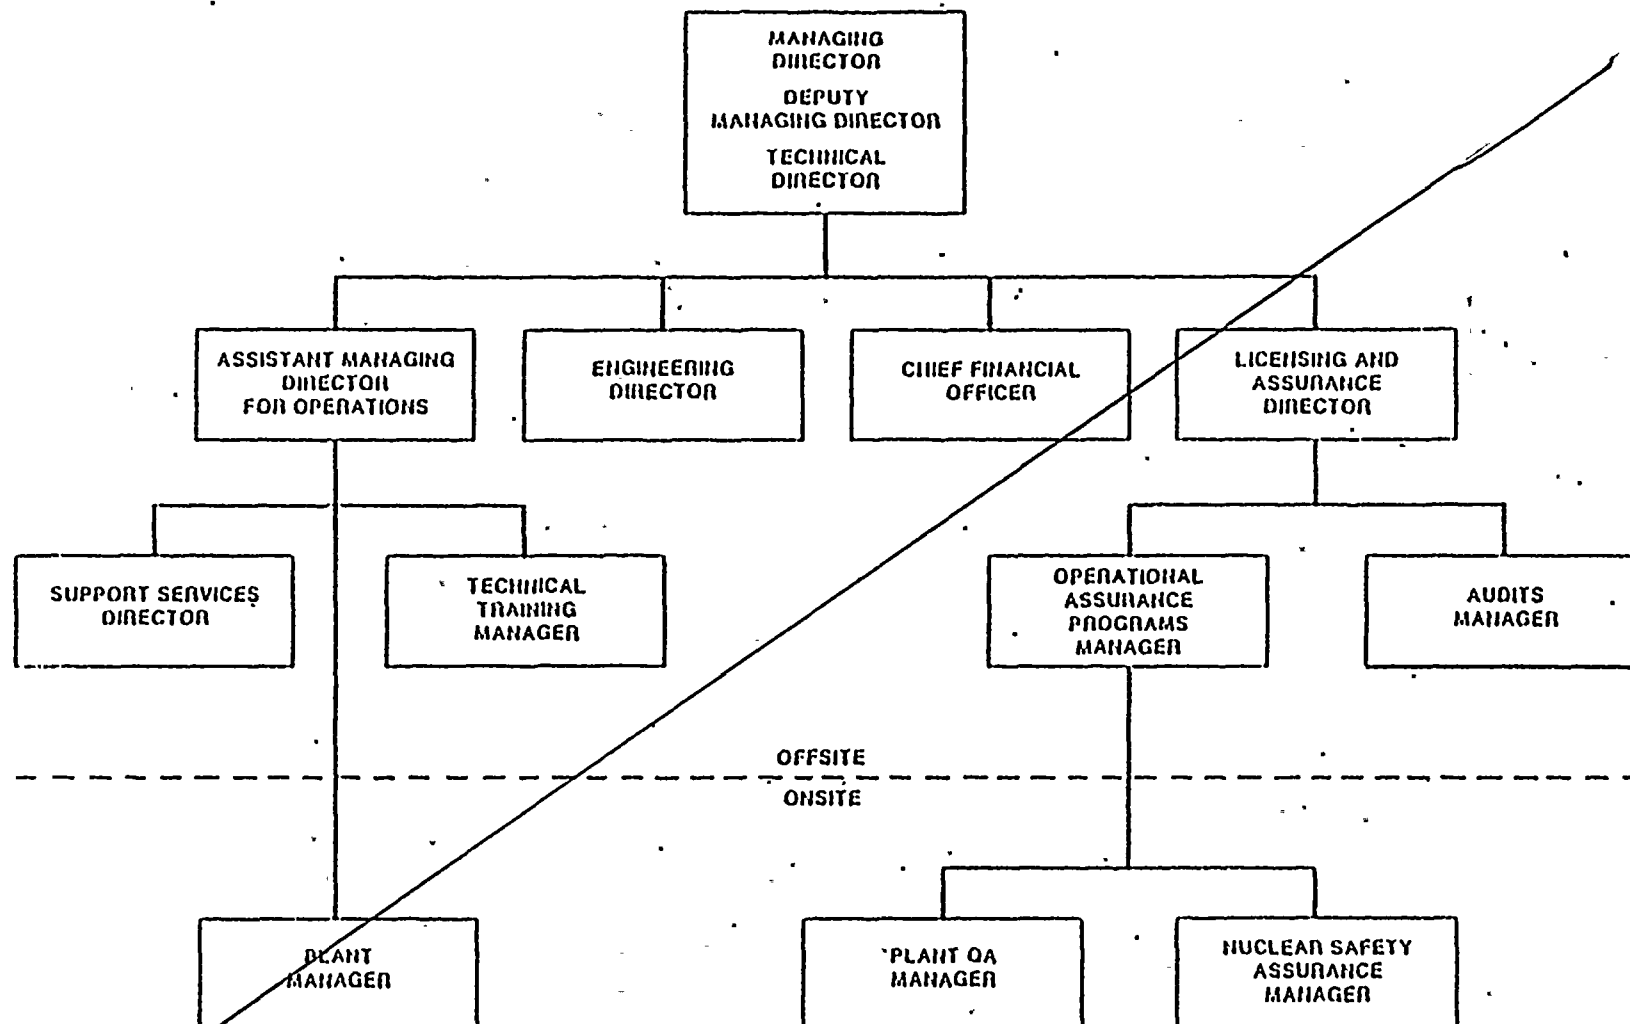 MANAGING
DIRECTOR
DEPUTY
MANAGING DIRECTOR
TECHNICAL
DIRECTOR
ASSISTANT MANAGING
DIRECTOR
FOR OPERATIONS
ENGINEERING
DIRECTOR
CHIEF FINANCIAL
OFFICER
LICENSING AND
ASSURANCE
DIRECTOR
SUPPORT SERVICES
DIRECTOR
TECHNICAL
TRAINING
MANAGER
OPERATIONAL
ASSURANCE
PROGRAMS
MANAGER
AUDITS
MANAGER
OFFSITE
ONSITE
PLANT
MANAGER
PLANT QA
MANAGER
NUCLEAR SAFETY
ASSURANCE
MANAGER